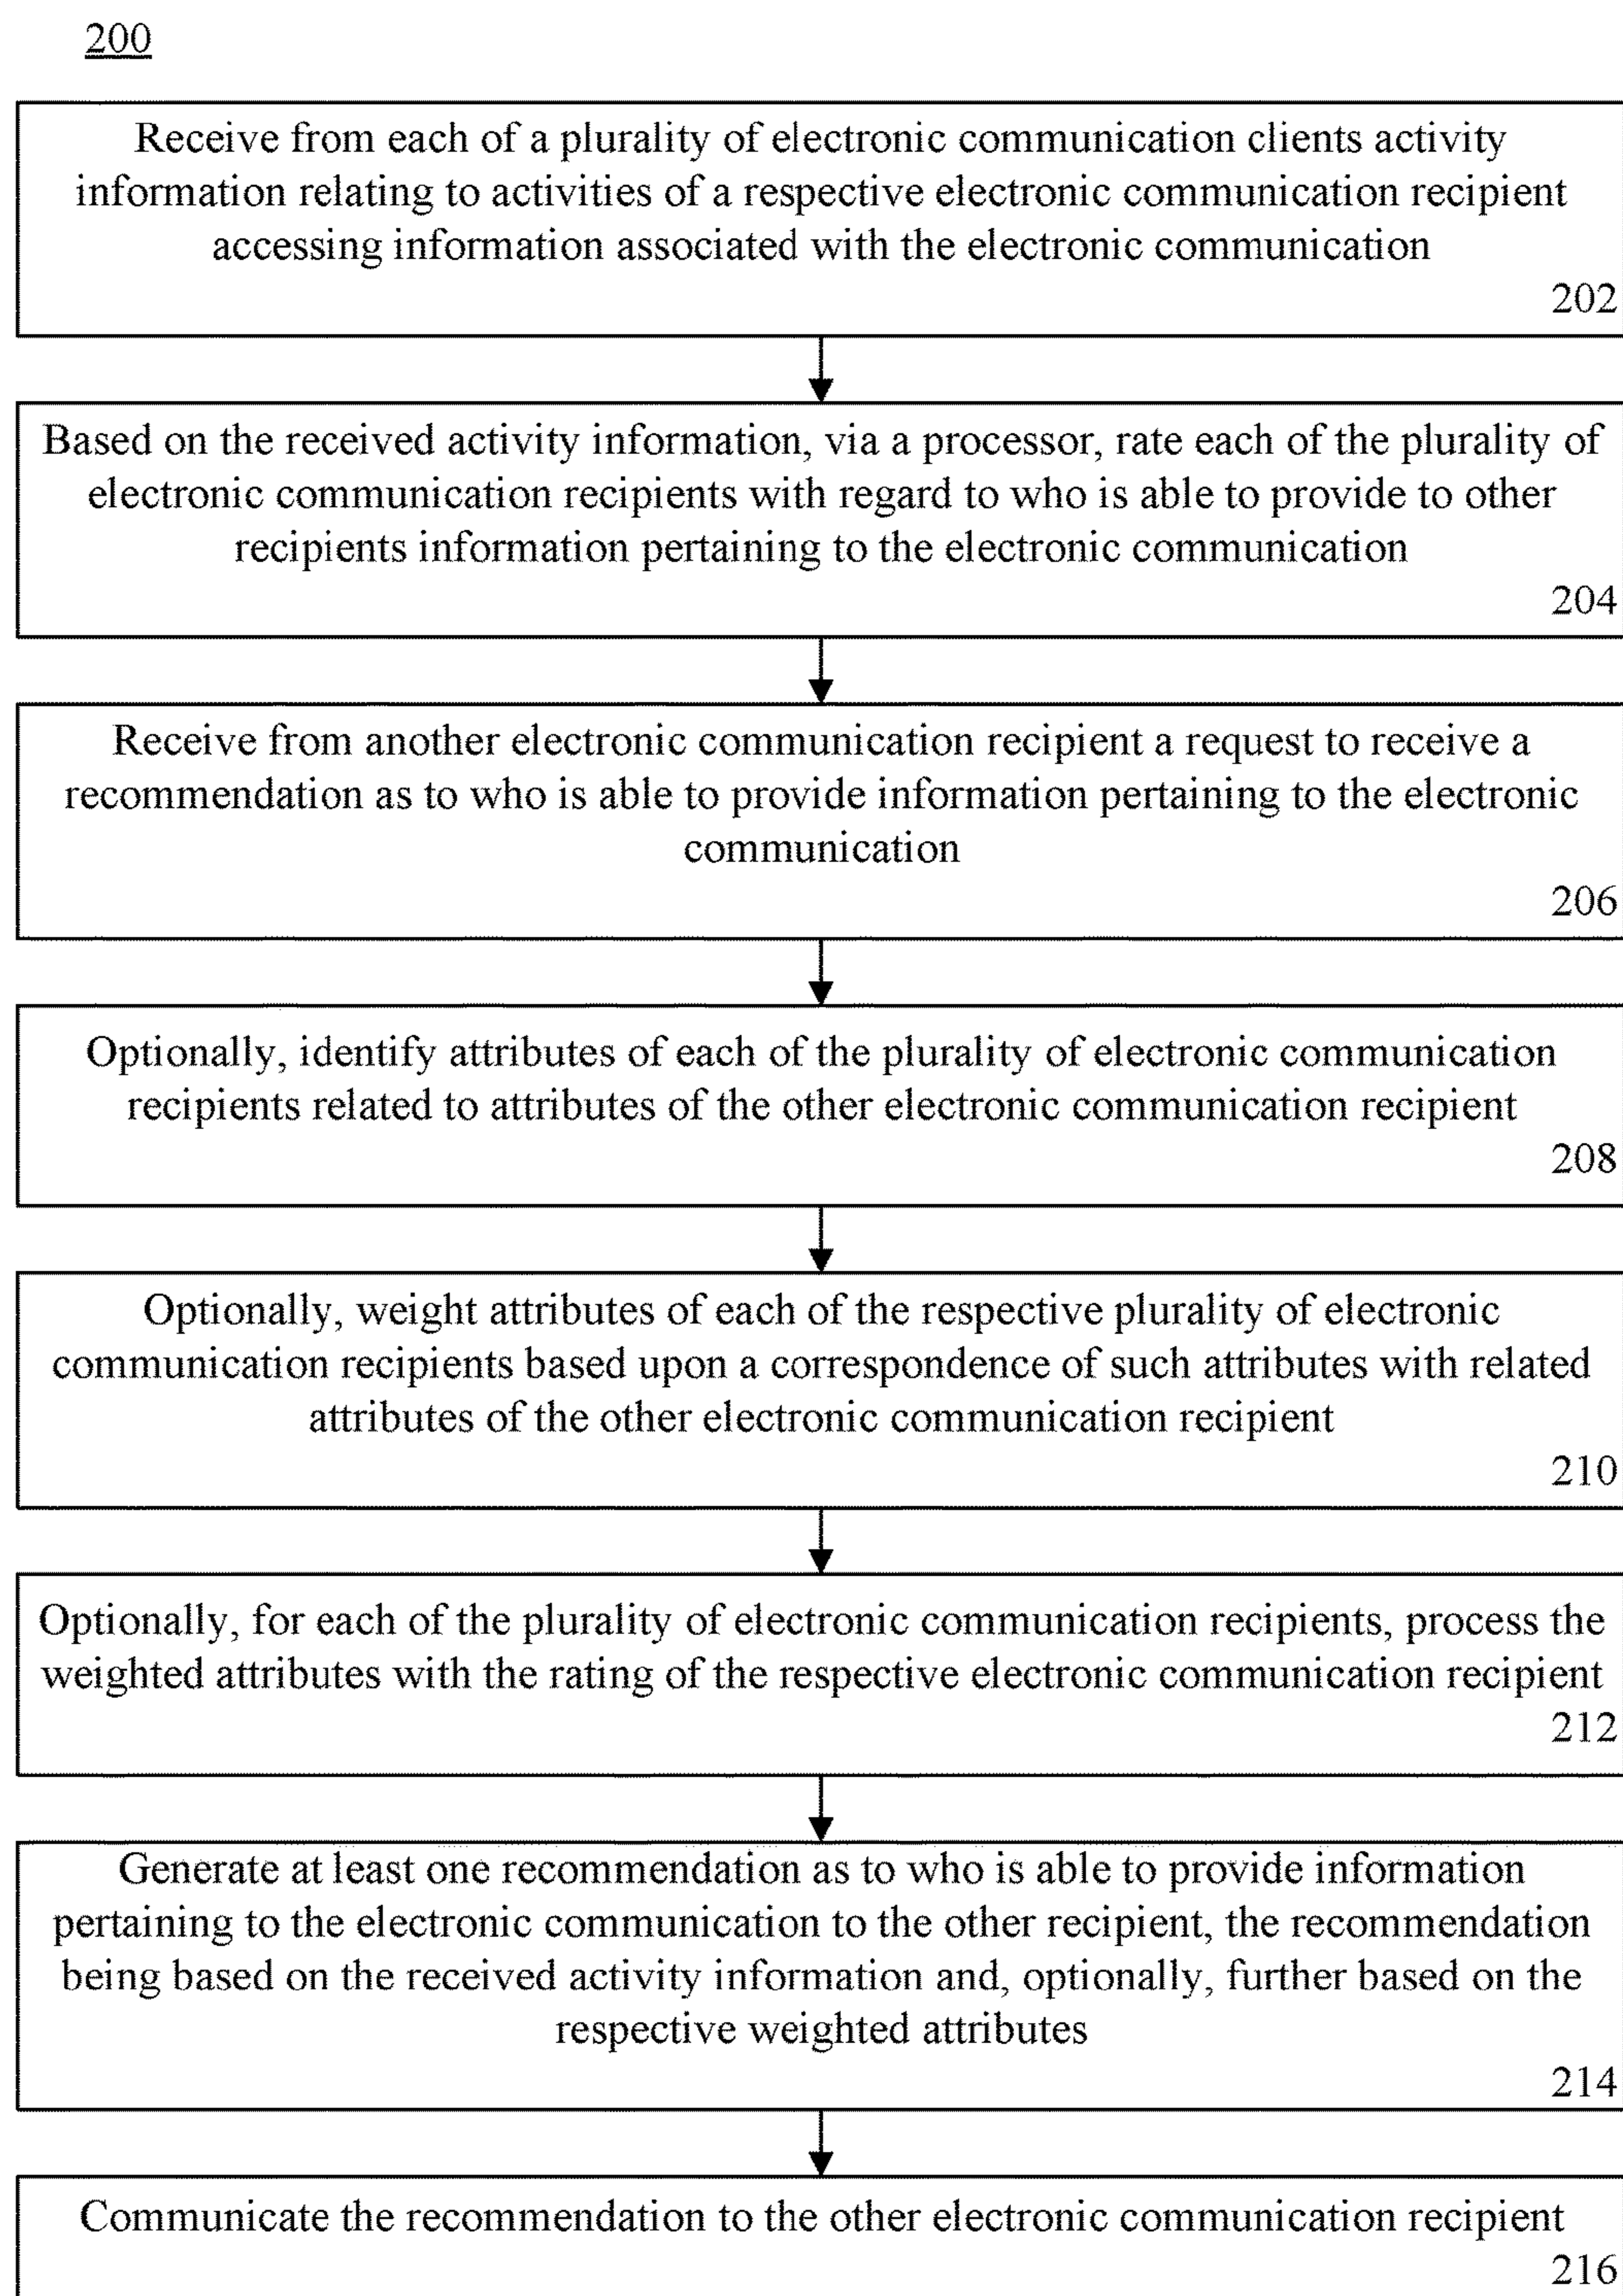 200
Receive from each of a plurality of electronic communication clients activity
information relating to activities of a respective electronic communication recipient
accessing information associated with the electronic communication
202
Based on the received activity information, via a processor, rate each of the plurality of
electronic communication recipients with regard to who is able to provide to other
recipients information pertaining to the electronic communication
204
Receive from another electronic communication recipient a request to receive a
recommendation as to who is able to provide information pertaining to the electronic
communication
206
Optionally, identify attributes of each of the plurality of electronic communication
recipients related to attributes of the other electronic communication recipient
208
Optionally, weight attributes of each of the respective plurality of electronic
communication recipients based upon a correspondence of such attributes with related
attributes of the other electronic communication recipient
210
Optionally, for each of the plurality of electronic communication recipients, process the
weighted attributes with the rating of the respective electronic communication recipient
212
Generate at least one recommendation as to who is able to provide information
pertaining to the electronic communication to the other recipient, the recommendation
being based on the received activity information and, optionally, further based on the
respective weighted attributes
214
Communicate the recommendation to the other electronic communication recipient
216